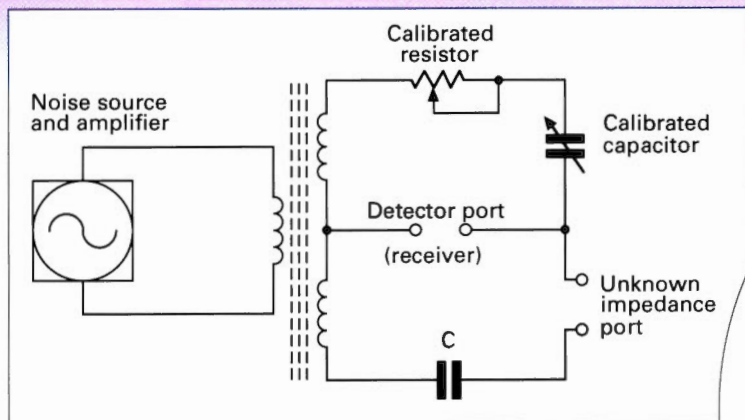 Calibrated
resistor
Noise source
and amplifier
Calibrated
capacitor
Detector port
(receiver)
Unknown
impedance
port
C